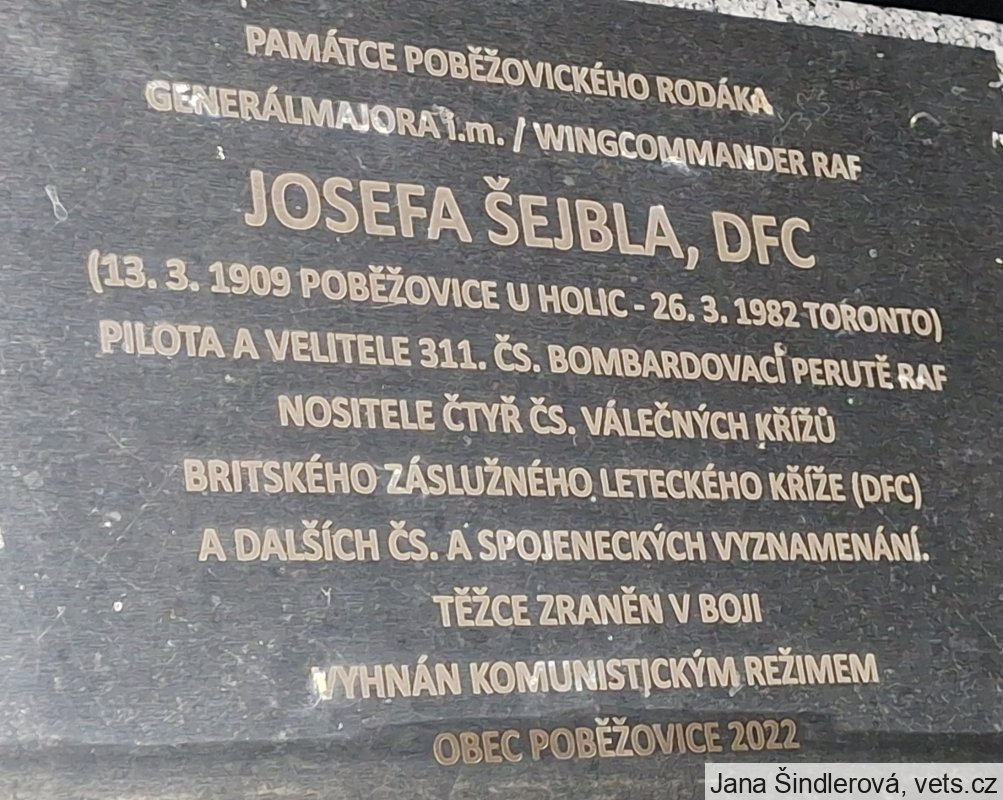 PAMÁTCE POBĚŽOVICKÉHO RODÁKA
GENERÁLMAJORA i.m. / WINGCOMMANDER RAF
JOSEFA ŠEJBLA, DFC
(13. 3. 1909 POBĚŽOVICE U HOLIC - 26. 3. 1982 TORONTO)
PILOTA A VELITELE 311. ČS. BOMBARDOVACÍ PERUTĚ RAF
NOSITELE ČTYŘ ČS. VÁLEČNÝCH KŘÍŽŮ
BRITSKÉHO ZÁSLUŽNÉHO LETECKÉHO KŘÍŽE (DFC)
A DALŠÍCH ČS. A SPOJENECKÝCH VYZNAMENÁNÍ.
TĚŽCE ZRANĚN V BOJI
VYHNÁN KOMUNISTICKÝM REŽIMEM
OBEC POBĚŽOVICE 2022
Jana Šindlerová, vets.cz